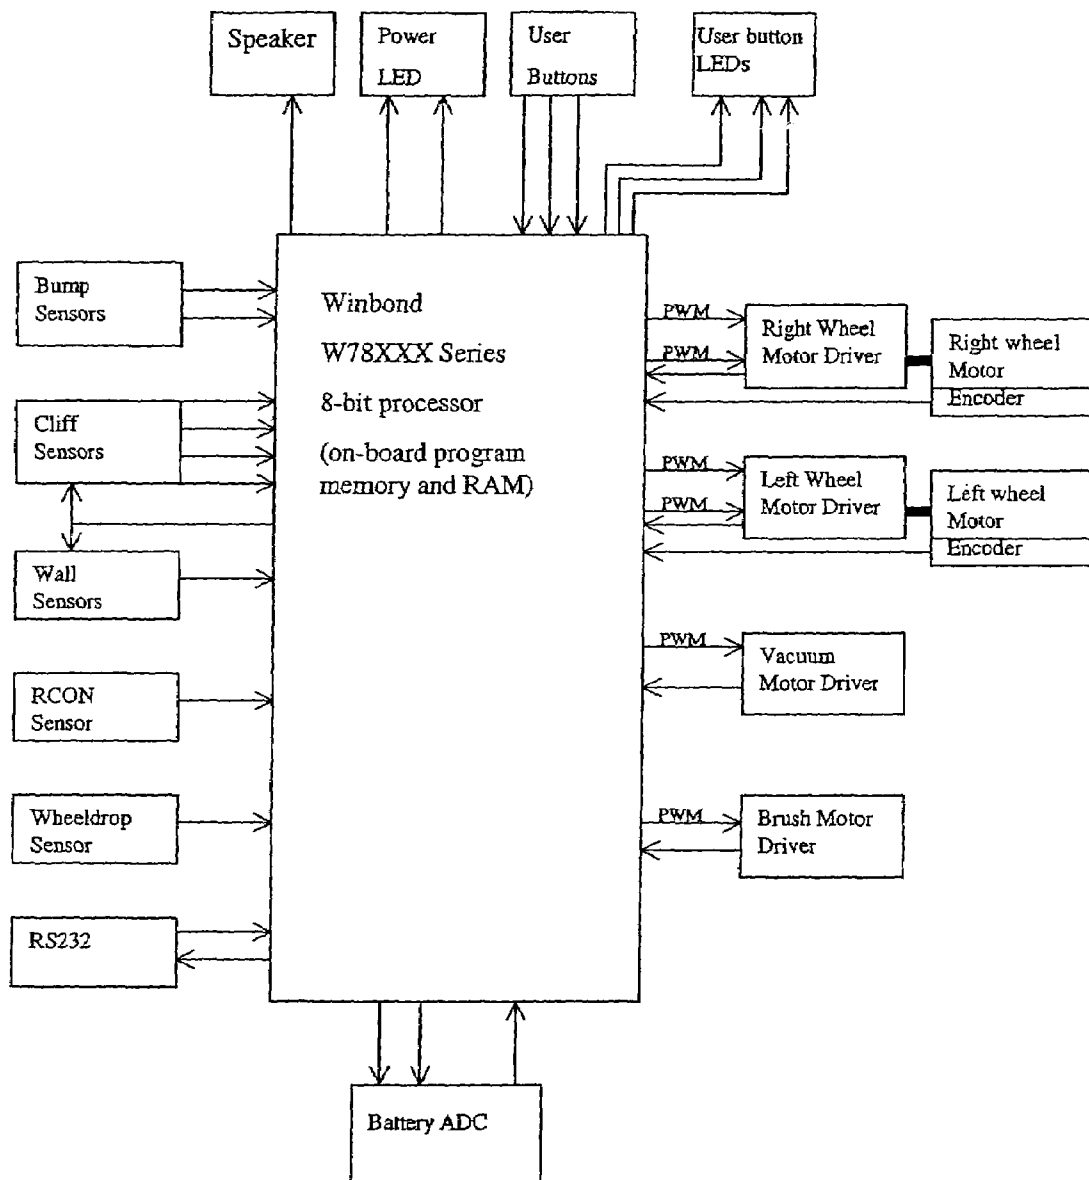 Speaker
Power
LED
User
Buttons
User button
LEDs
Bump
Sensors
Cliff
Sensors
Wall
Sensors
RCON
Sensor
Wheeldrop
Sensor
RS232
Winbond
W78XXX Series
8-bit processor
(on-board program
memory and RAM)
PWM
PWM
Right Wheel
Motor Driver
Right wheel
Motor
Encoder
PWM
PWM
Left Wheel
Motor Driver
Left wheel
Motor
Encoder
PWM
Vacuum
Motor Driver
PWM
Brush Motor
Driver
Battery ADC